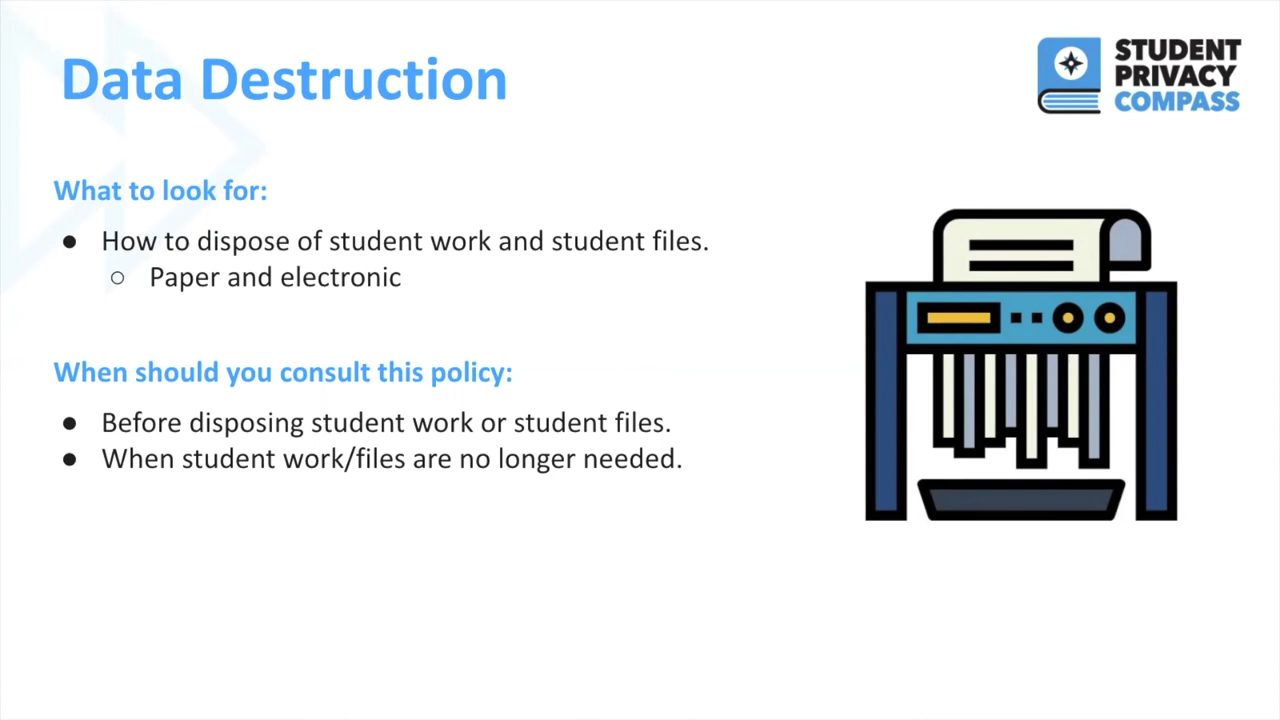 Data Destruction
STUDENT
PRIVACY
COMPASS
What to look for:
● How to dispose of student work and student files.
○ Paper and electronic
When should you consult this policy:
● Before disposing student work or student files.
● When student work/files are no longer needed.